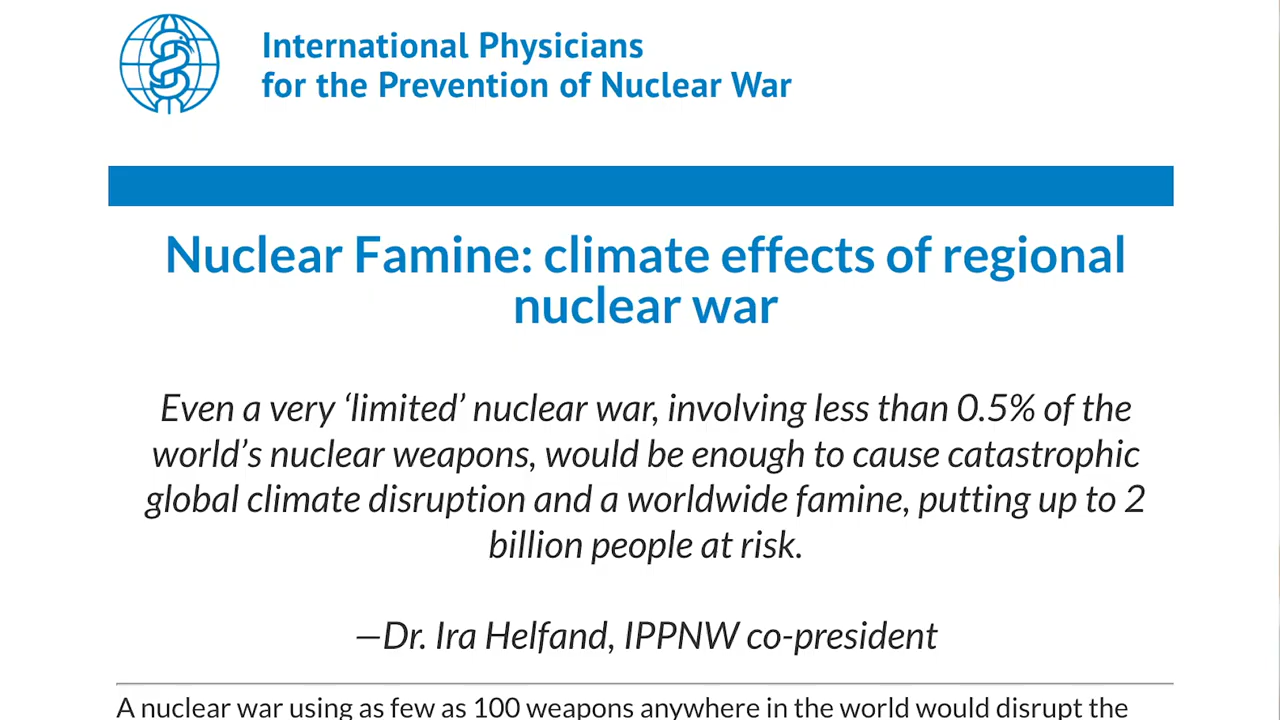 International Physicians
for the Prevention of Nuclear War
Nuclear Famine: climate effects of regional
nuclear war
Even a very ‘limited’ nuclear war, involving less than 0.5% of the
world’s nuclear weapons, would be enough to cause catastrophic
global climate disruption and a worldwide famine, putting up to 2
billion people at risk.
—Dr. Ira Helfand, IPPNW co-president
A nuclear war using as few as 100 weapons anywhere in the world would disrupt the